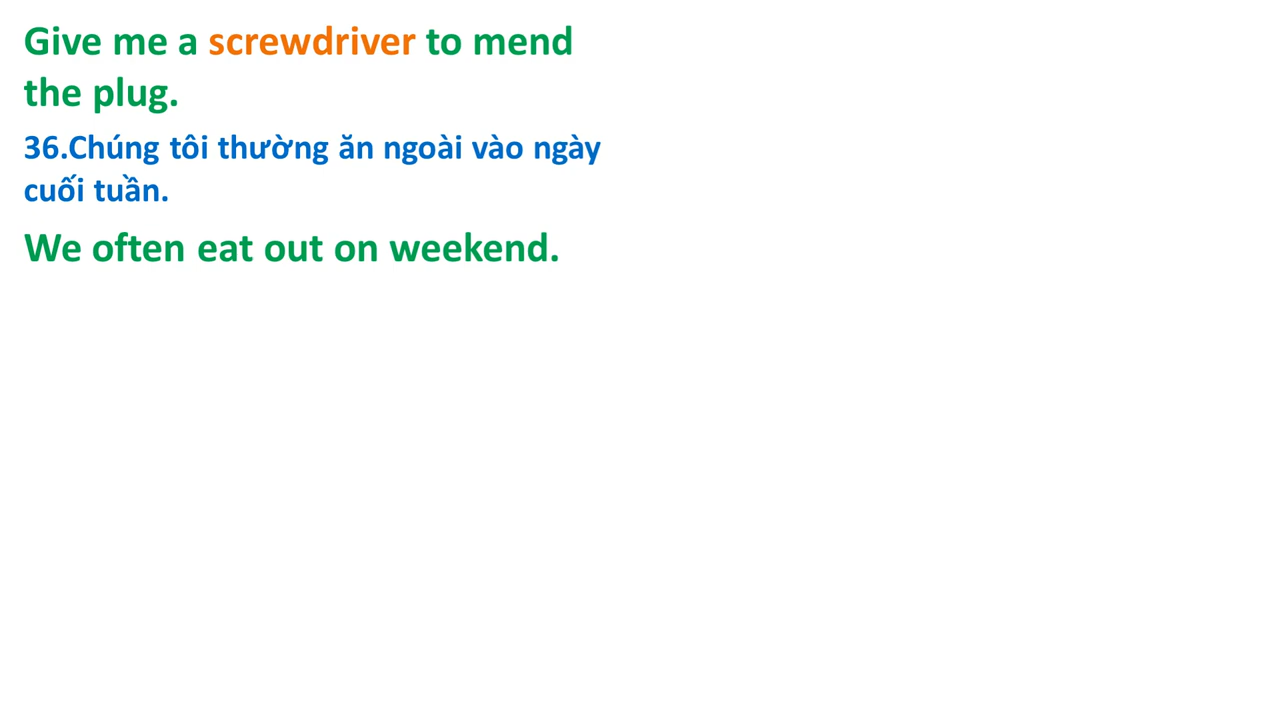 Give me a screwdriver to mend
the plug.
36.Chúng tôi thường ăn ngoài vào ngày
cuối tuần.
We often eat out on weekend.